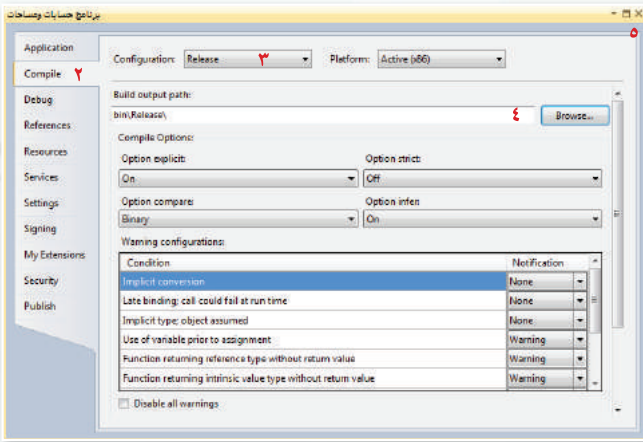 برنامج حسابات ومساحات
٥
Application
Compile ٢
Debug
References
Resources
Services
Settings
Signing
My Extensions
Security
Publish
Configuration: Release ٣ Platform: Active (x86)
Build output path:
bin\Release\ ٤ Browse...
Compile Options:
Option explicit: Option strict:
On Off
Option compare: Option infer:
Binary On
Warning configurations:
Condition Notification
Implicit conversion None
Late binding; call could fail at run time None
Implicit type; object assumed None
Use of variable prior to assignment Warning
Function returning reference type without return value Warning
Function returning intrinsic value type without return value Warning
Disable all warnings